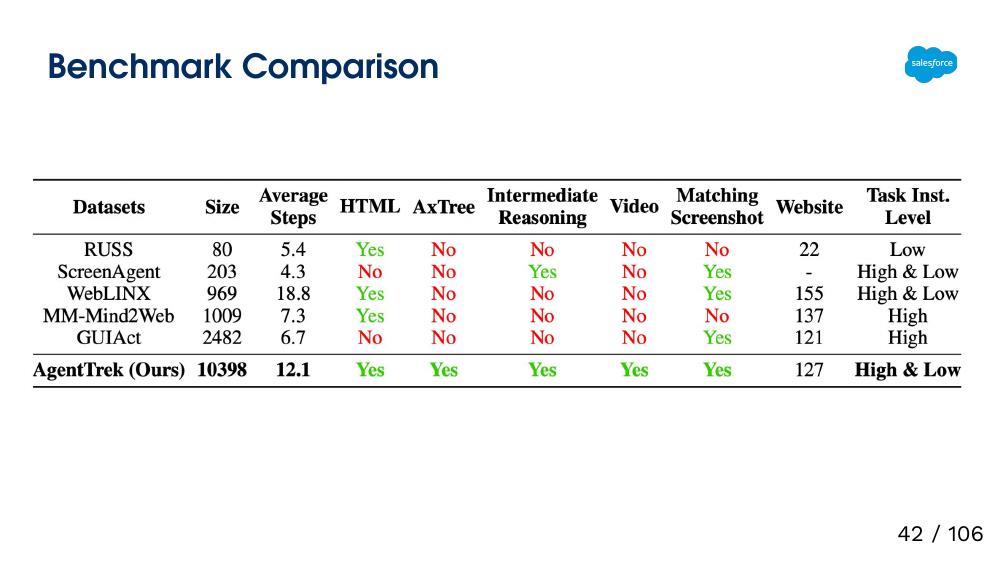 Benchmark Comparison
salesforce
Datasets Size Average Steps HTML AxTree Intermediate Reasoning Video Matching Screenshot Website Task Inst. Level
RUSS 80 5.4 Yes No No No No 22 Low
ScreenAgent 203 4.3 No No Yes No Yes - High & Low
WebLINX 969 18.8 Yes No No No Yes 155 High & Low
MM-Mind2Web 1009 7.3 Yes No No No No 137 High
GUIAct 2482 6.7 No No No No Yes 121 High
AgentTrek (Ours) 10398 12.1 Yes Yes Yes Yes Yes 127 High & Low
42 / 106